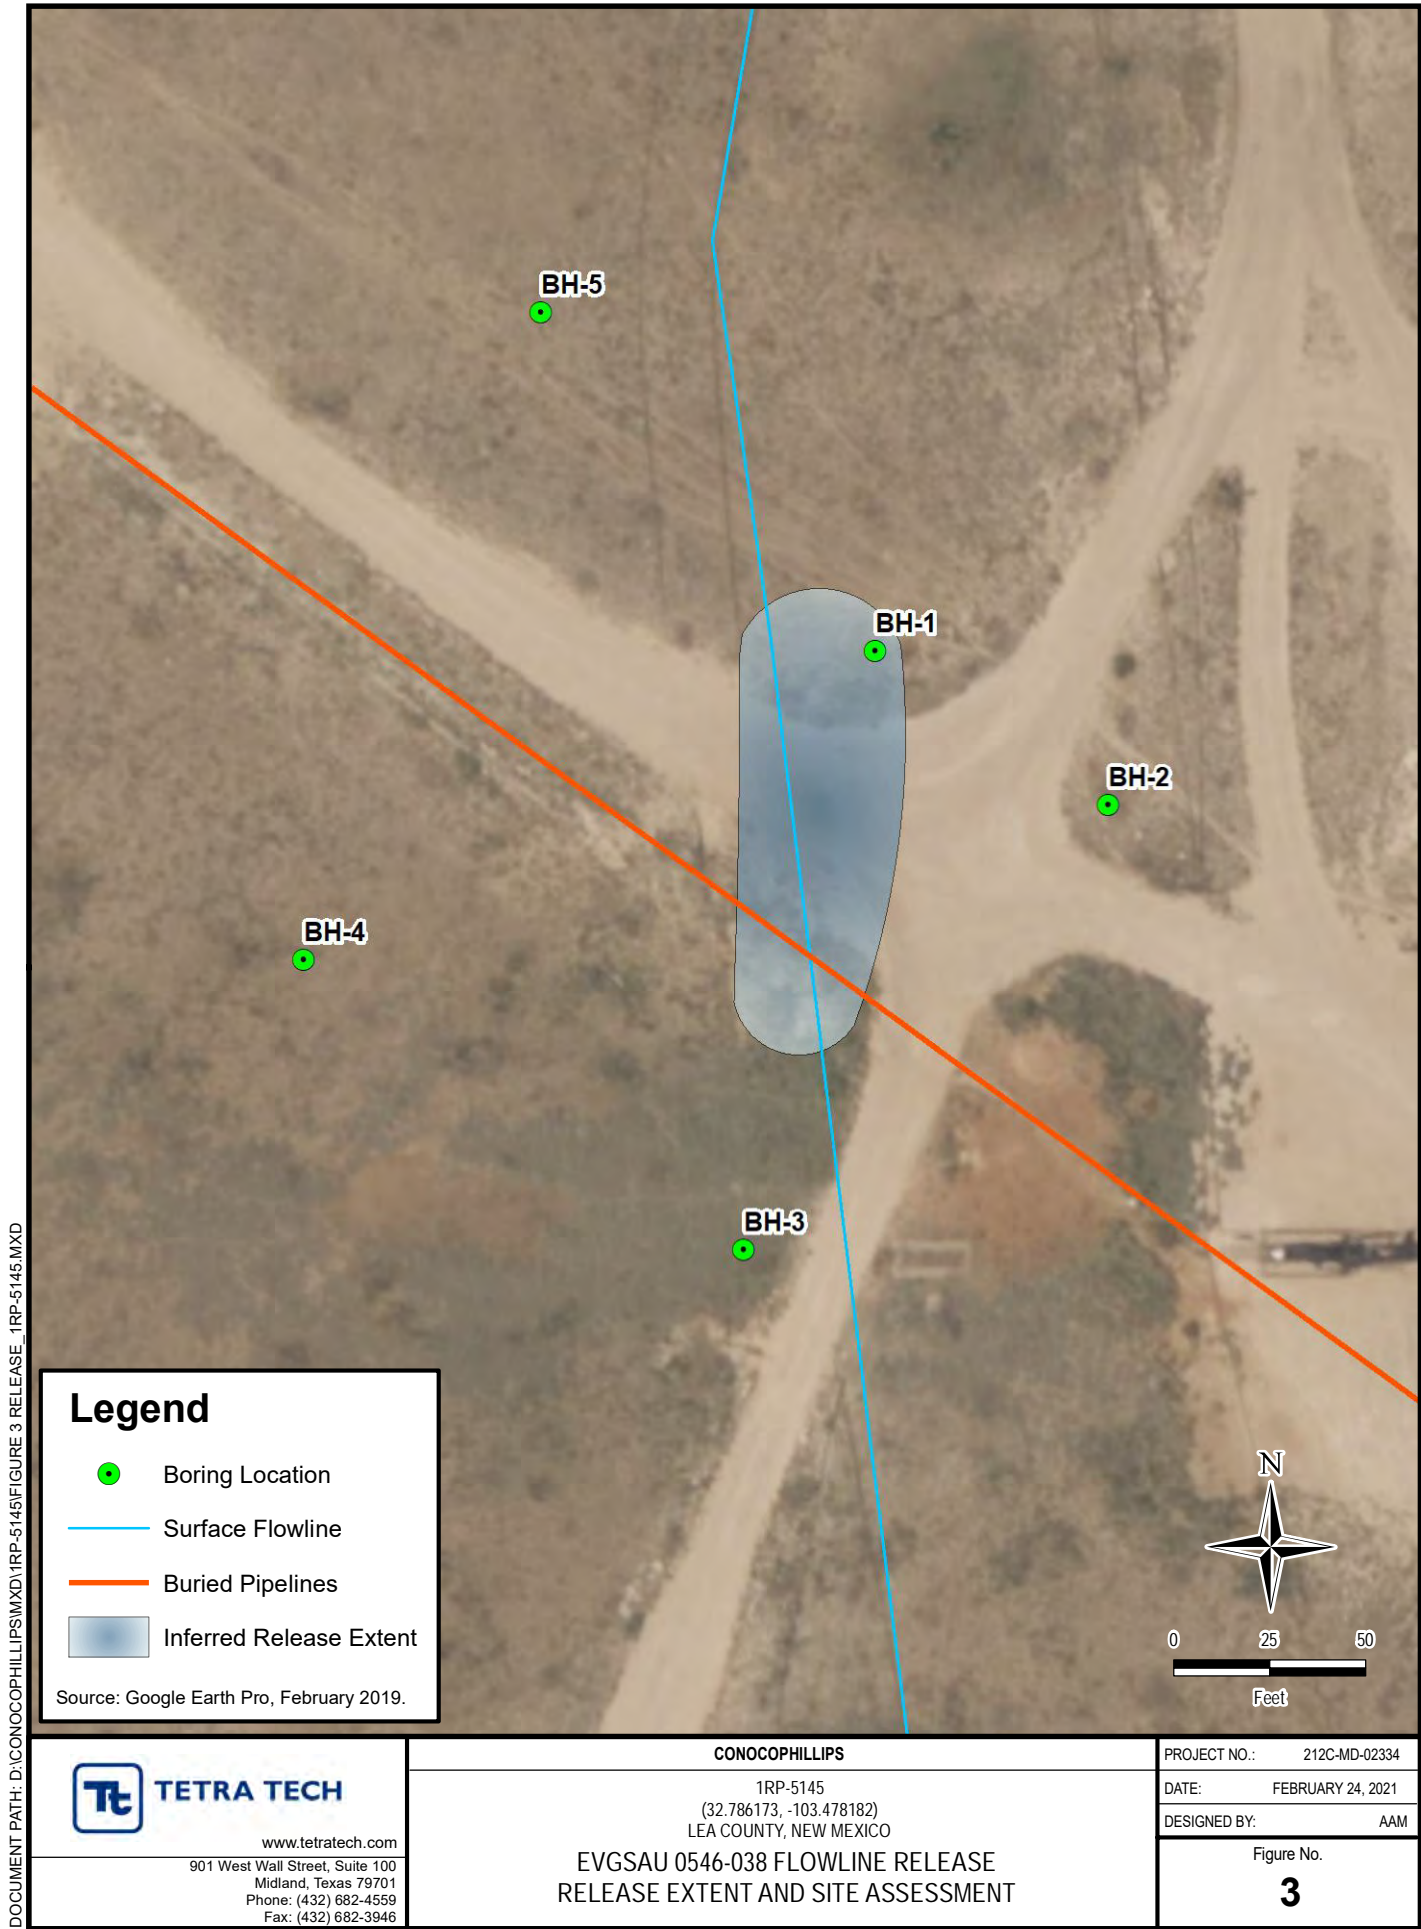 BH-5
BH-1
BH-2
BH-4
BH-3
Legend
Boring Location
Surface Flowline
Buried Pipelines
Inferred Release Extent
Source: Google Earth Pro, February 2019.
N
0 25 50
Feet
DOCUMENT PATH: D:\CONOCOPHILLIPS\MXD\1RP-5145\FIGURE 3 RELEASE_1RP-5145.MXD
Tt TETRA TECH
www.tetratech.com
901 West Wall Street, Suite 100
Midland, Texas 79701
Phone: (432) 682-4559
Fax: (432) 682-3946
CONOCOPHILLIPS
1RP-5145
(32.786173, -103.478182)
LEA COUNTY, NEW MEXICO
EVGSAU 0546-038 FLOWLINE RELEASE
RELEASE EXTENT AND SITE ASSESSMENT
PROJECT NO.: 212C-MD-02334
DATE: FEBRUARY 24, 2021
DESIGNED BY: AAM
Figure No.
3